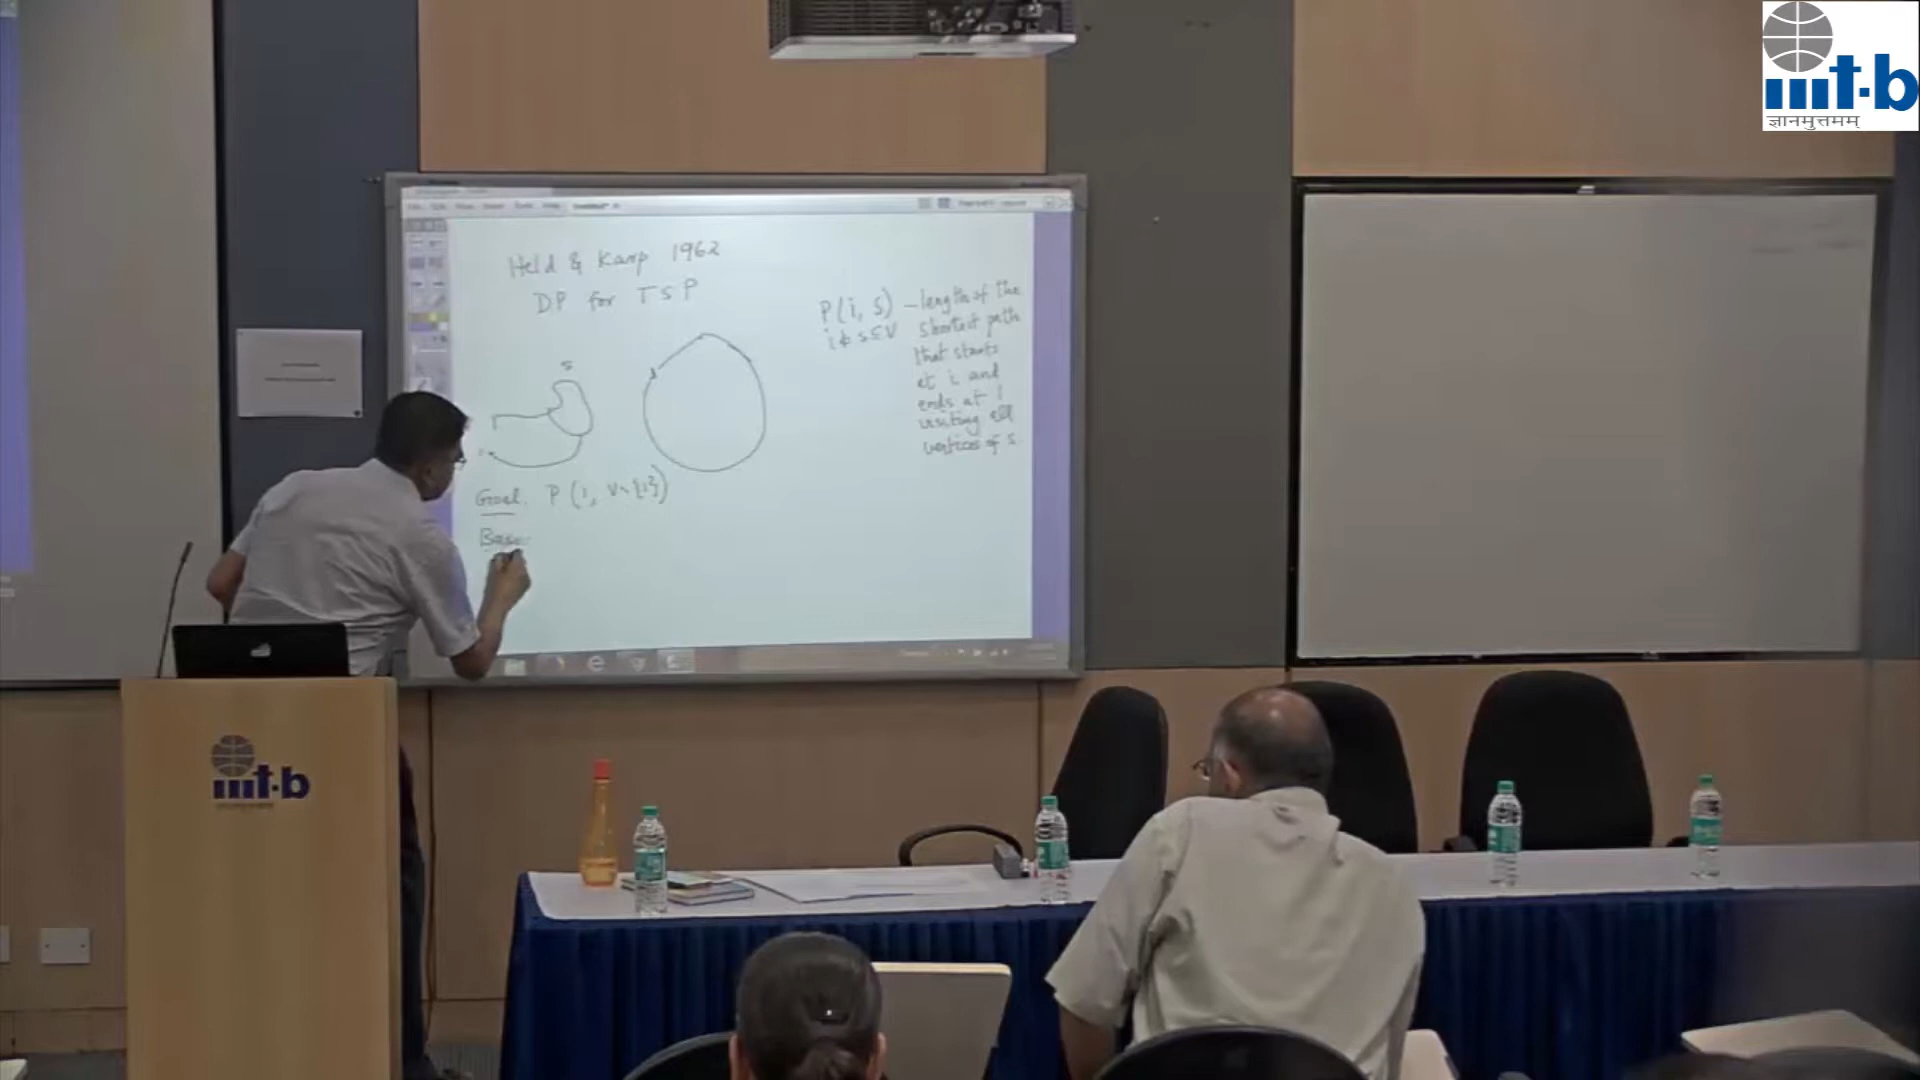 iiit-b
ज्ञानमुत्तमम्
Held & Karp 1962
DP for TSP
P(i, S) – length of the
i ∉ S ⊆ V shortest path
that starts
at i and
ends at 1
visiting all
vertices of S.
S
Goal. P(1, V \ {1})
Base:
iiit-b